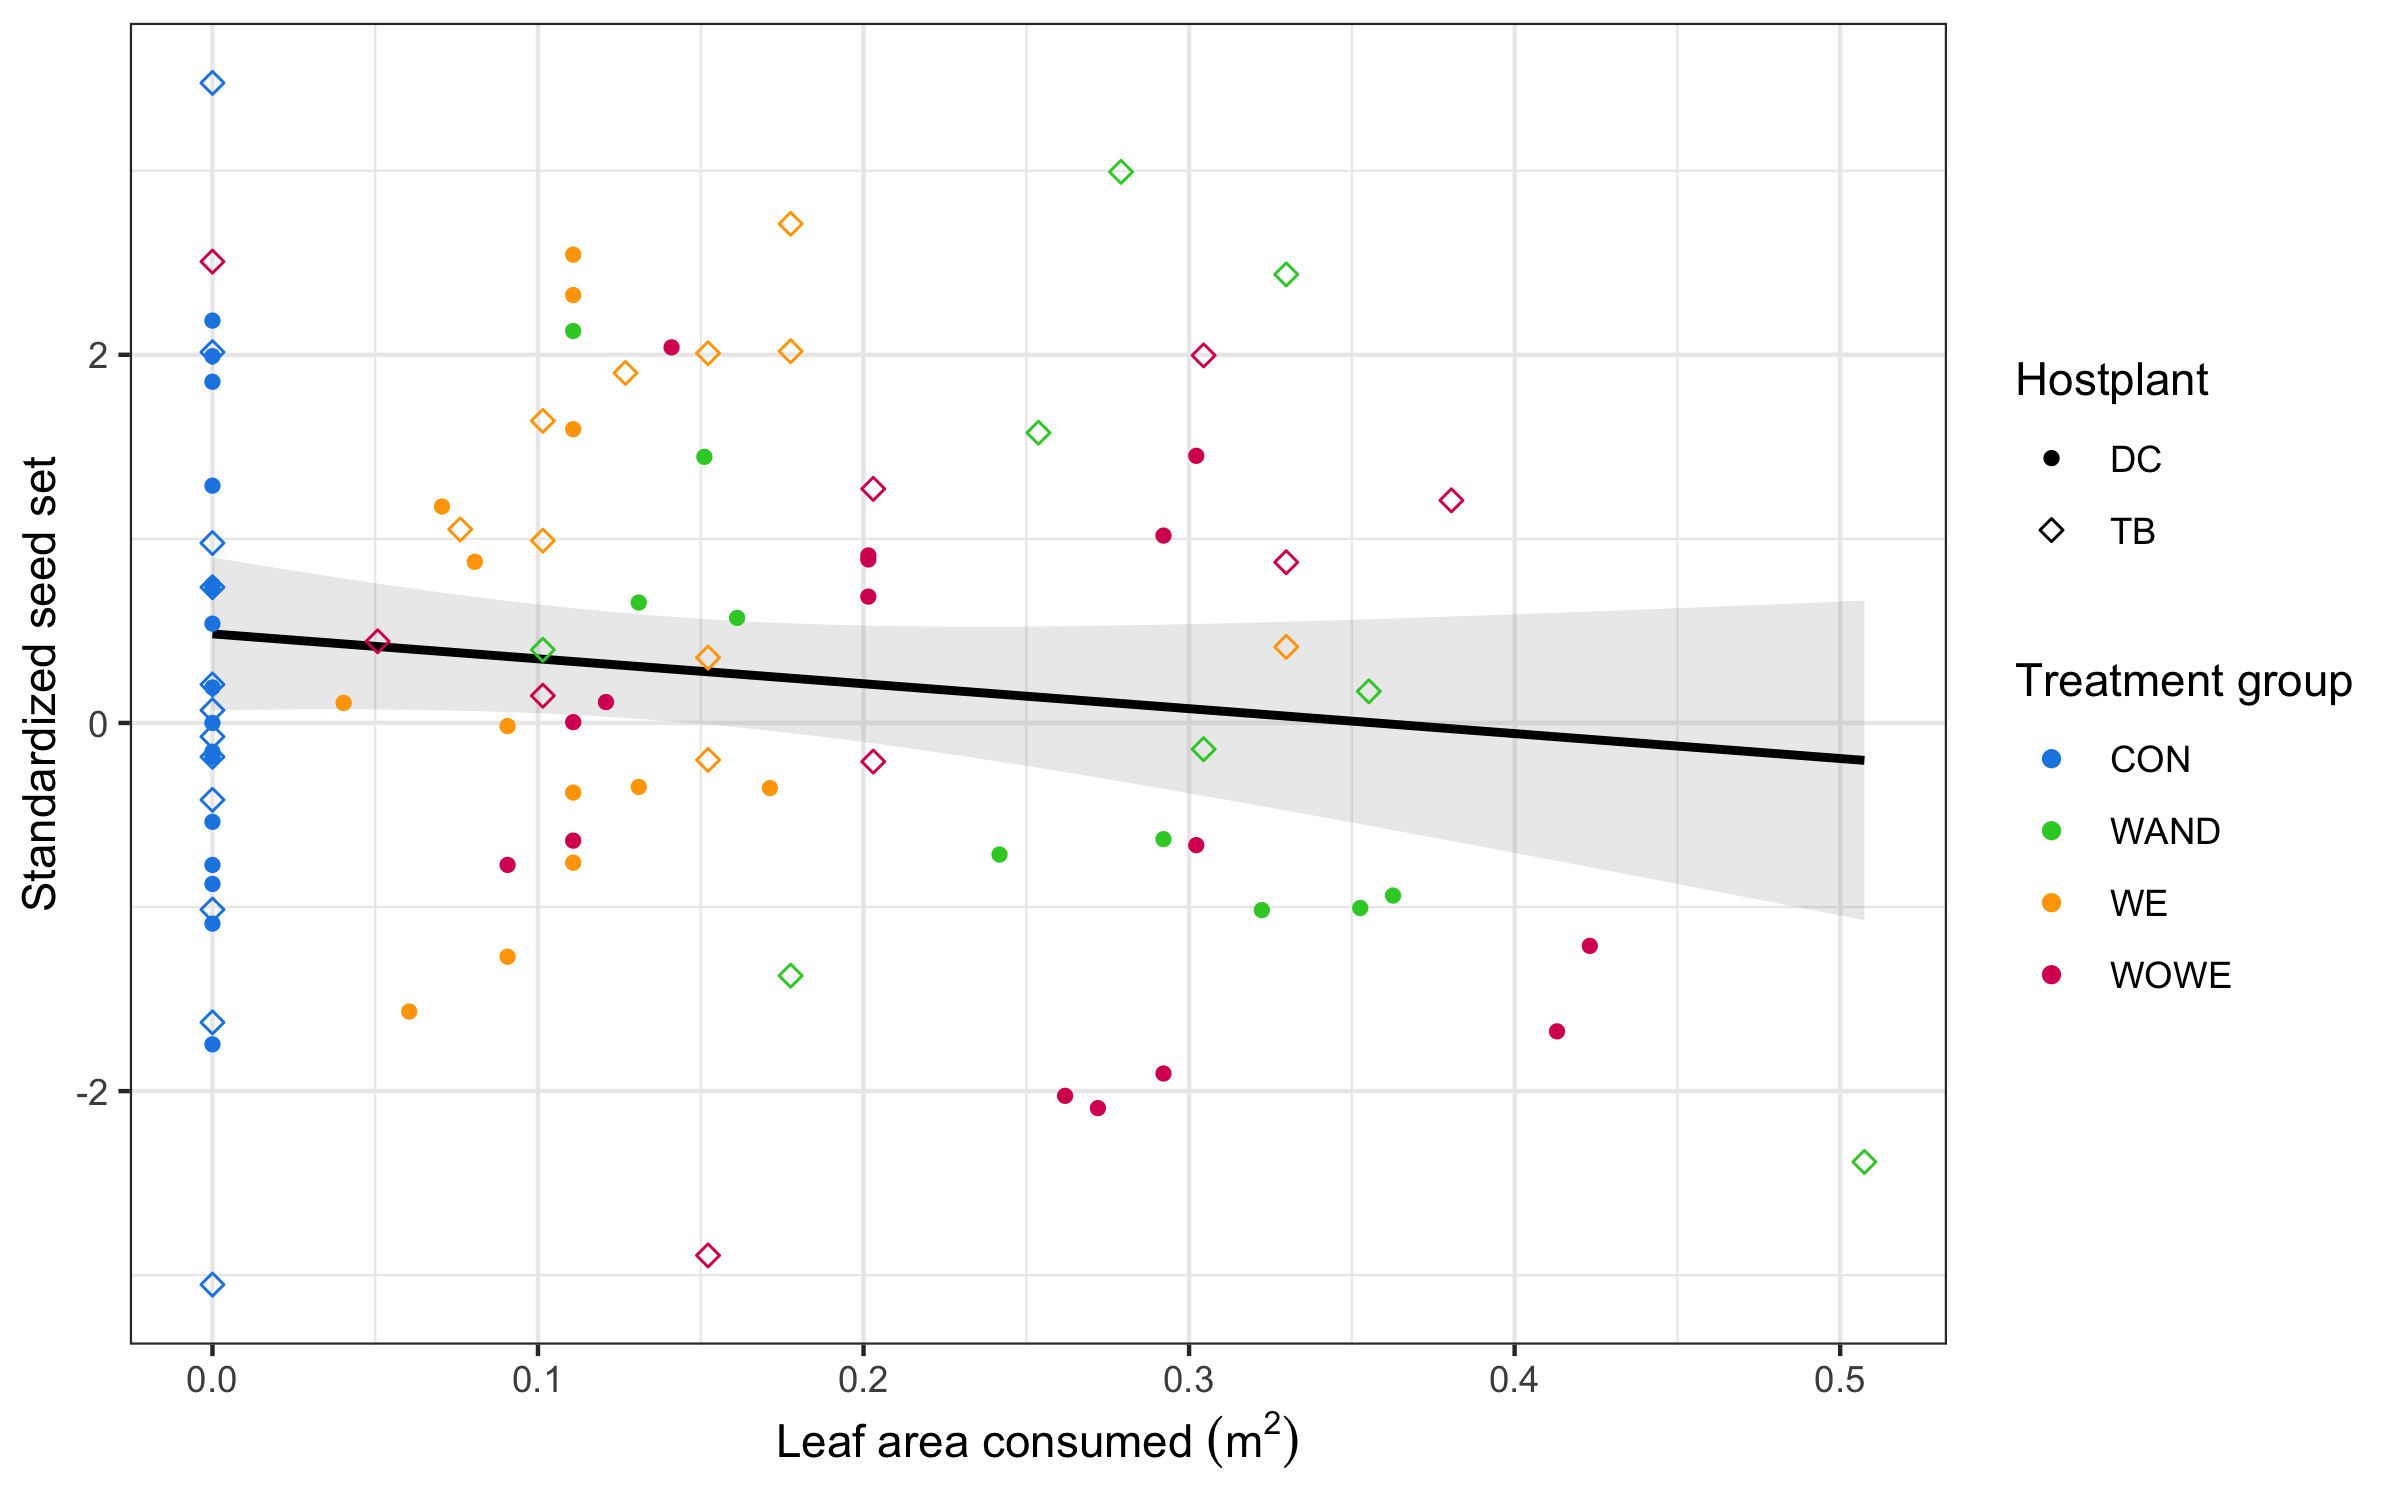 Standardized seed set
2
0
-2
0.0 0.1 0.2 0.3 0.4 0.5
Leaf area consumed (m²)
Hostplant
DC
TB
Treatment group
CON
WAND
WE
WOWE